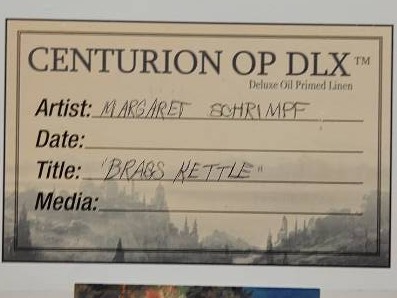 CENTURION OP DLX™
Deluxe Oil Primed Linen
Artist: MARGARET SCHRIMPF
Date:
Title: "BRASS KETTLE"
Media: